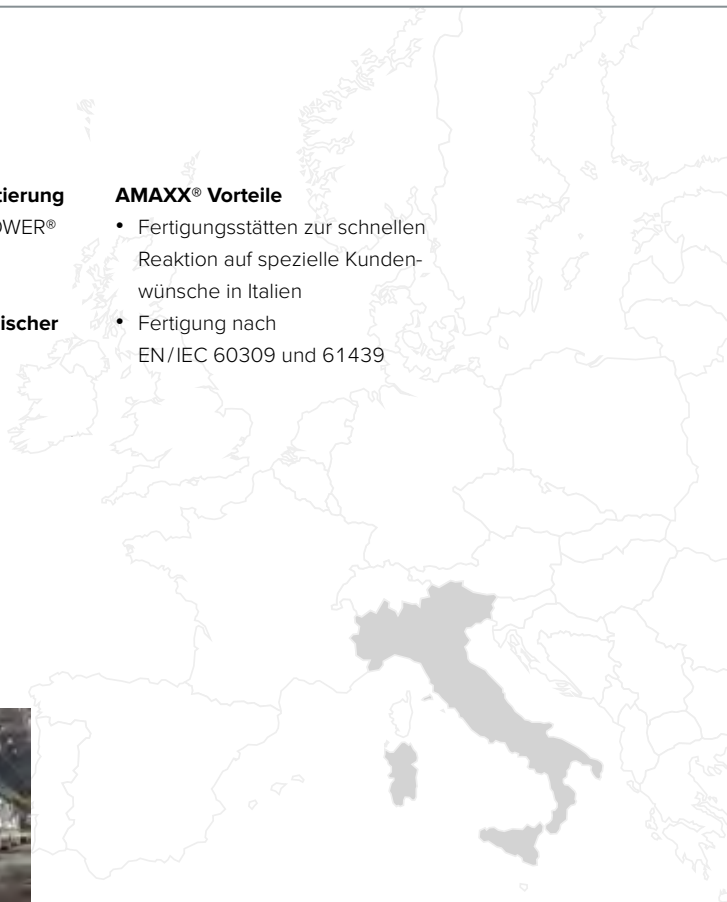 tierung
OWER®
ischer
AMAXX® Vorteile
• Fertigungsstätten zur schnellen
Reaktion auf spezielle Kunden-
wünsche in Italien
• Fertigung nach
EN/IEC 60309 und 61439